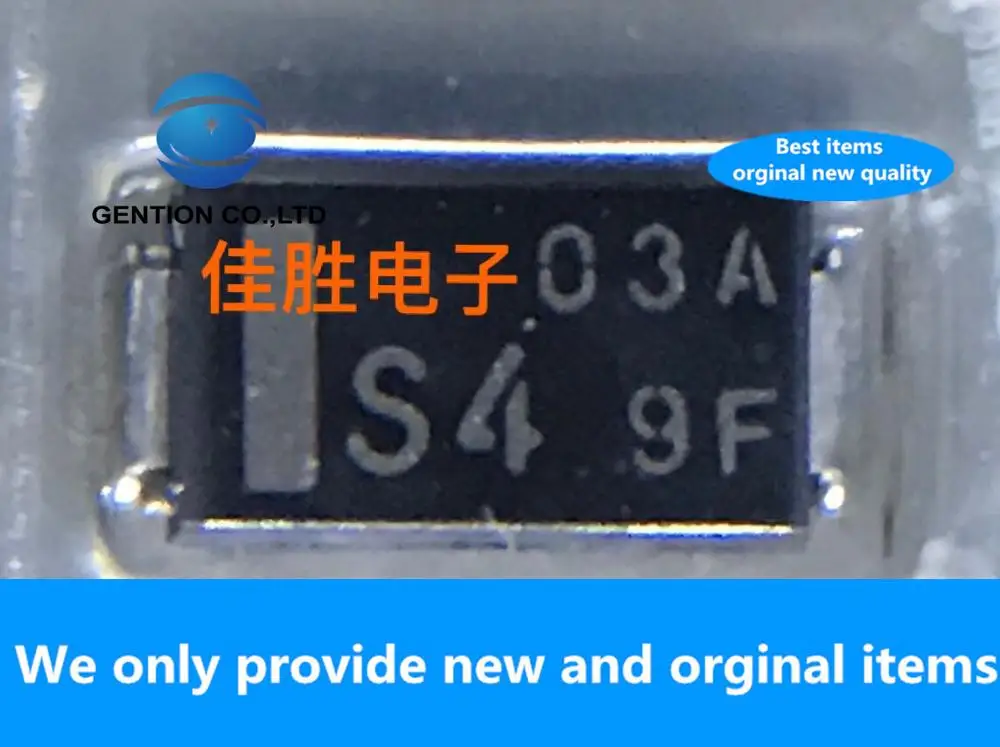 Best items
orginal new quality
GENTION CO.,LTD
佳胜电子
03A
S4 9F
We only provide new and orginal items